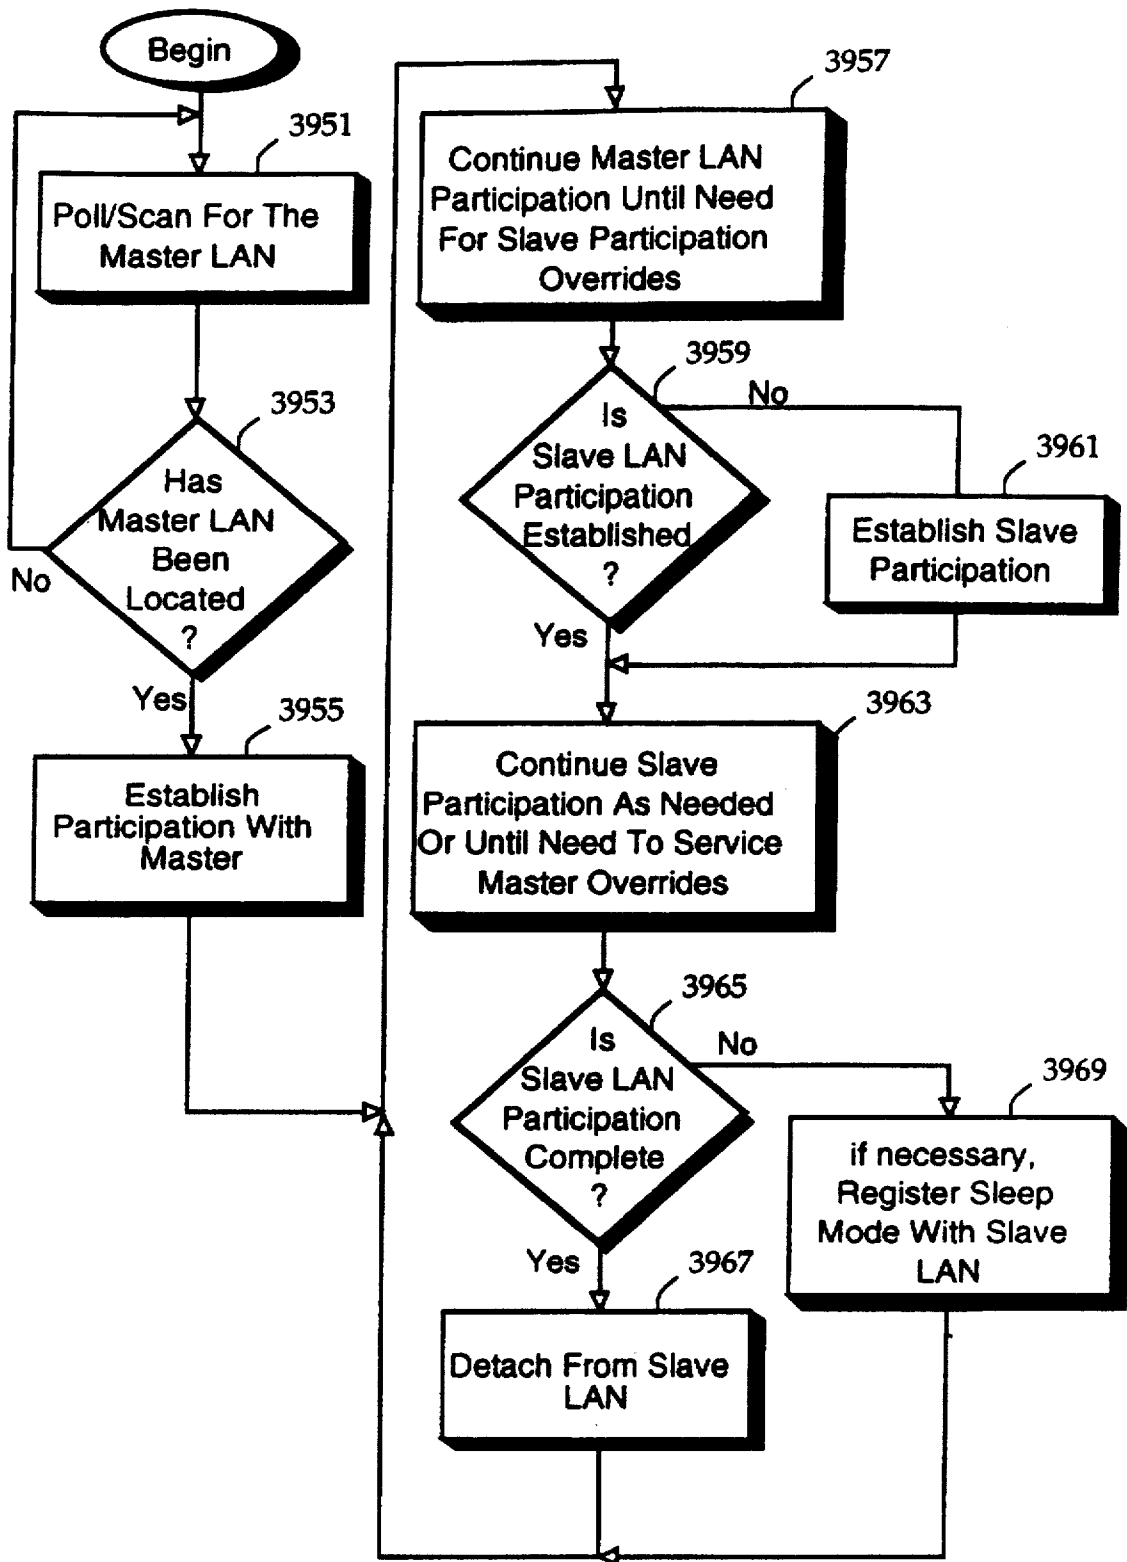 Begin
3951
Poll/Scan For The
Master LAN
3953
Has
Master LAN
Been
Located
?
No
Yes
3955
Establish
Participation With
Master
3957
Continue Master LAN
Participation Until Need
For Slave Participation
Overrides
3959
No
Is
Slave LAN
Participation
Established
?
Yes
3961
Establish Slave
Participation
3963
Continue Slave
Participation As Needed
Or Until Need To Service
Master Overrides
3965
No
Is
Slave LAN
Participation
Complete
?
Yes
3969
if necessary,
Register Sleep
Mode With Slave
LAN
3967
Detach From Slave
LAN